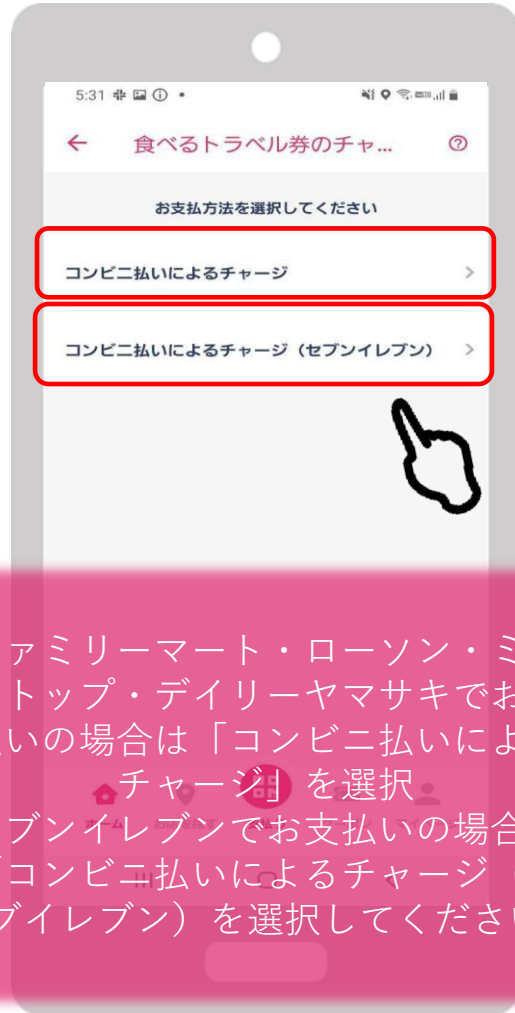 5:31
食べるトラベル券のチャ...
お支払方法を選択してください
コンビニ払いによるチャージ
コンビニ払いによるチャージ（セブンイレブン）
ァミリーマート・ローソン・ミ
トップ・デイリーヤマサキでお
いの場合は「コンビニ払いによ
チャージ」を選択
ブンイレブンでお支払いの場合
「コンビニ払いによるチャージ（
ブイレブン）を選択してくださ
ホーム